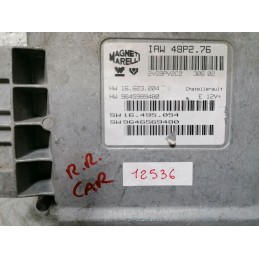 MAGNETI
MARELLI
IAW 48P2.76
HW 16.623.004 Chatellerault
HW 9645989480 E 12V
SW 16.495.054
SW 9646569480
R.R.
CAR
12536